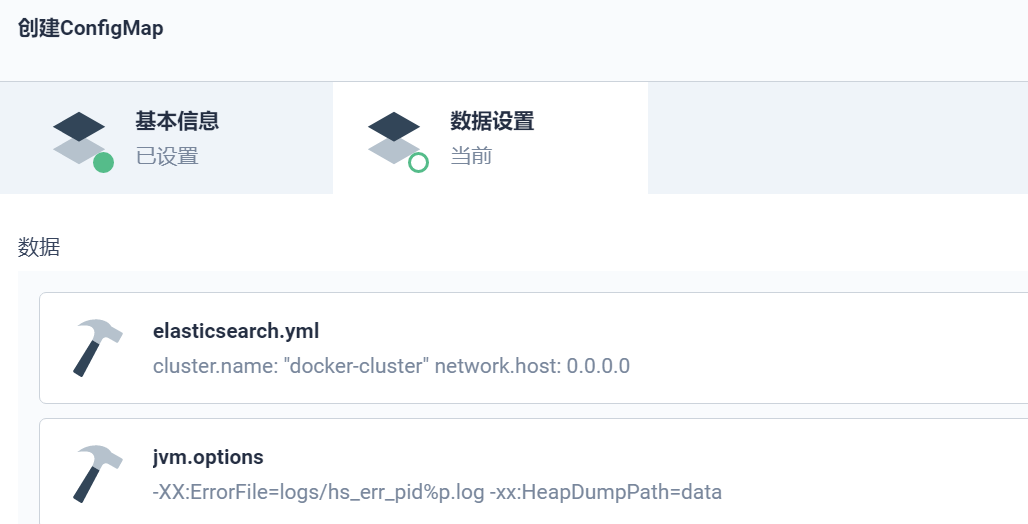 创建ConfigMap
基本信息
已设置
数据设置
当前
数据
elasticsearch.yml
cluster.name: "docker-cluster" network.host: 0.0.0.0
jvm.options
-XX:ErrorFile=logs/hs_err_pid%p.log -xx:HeapDumpPath=data